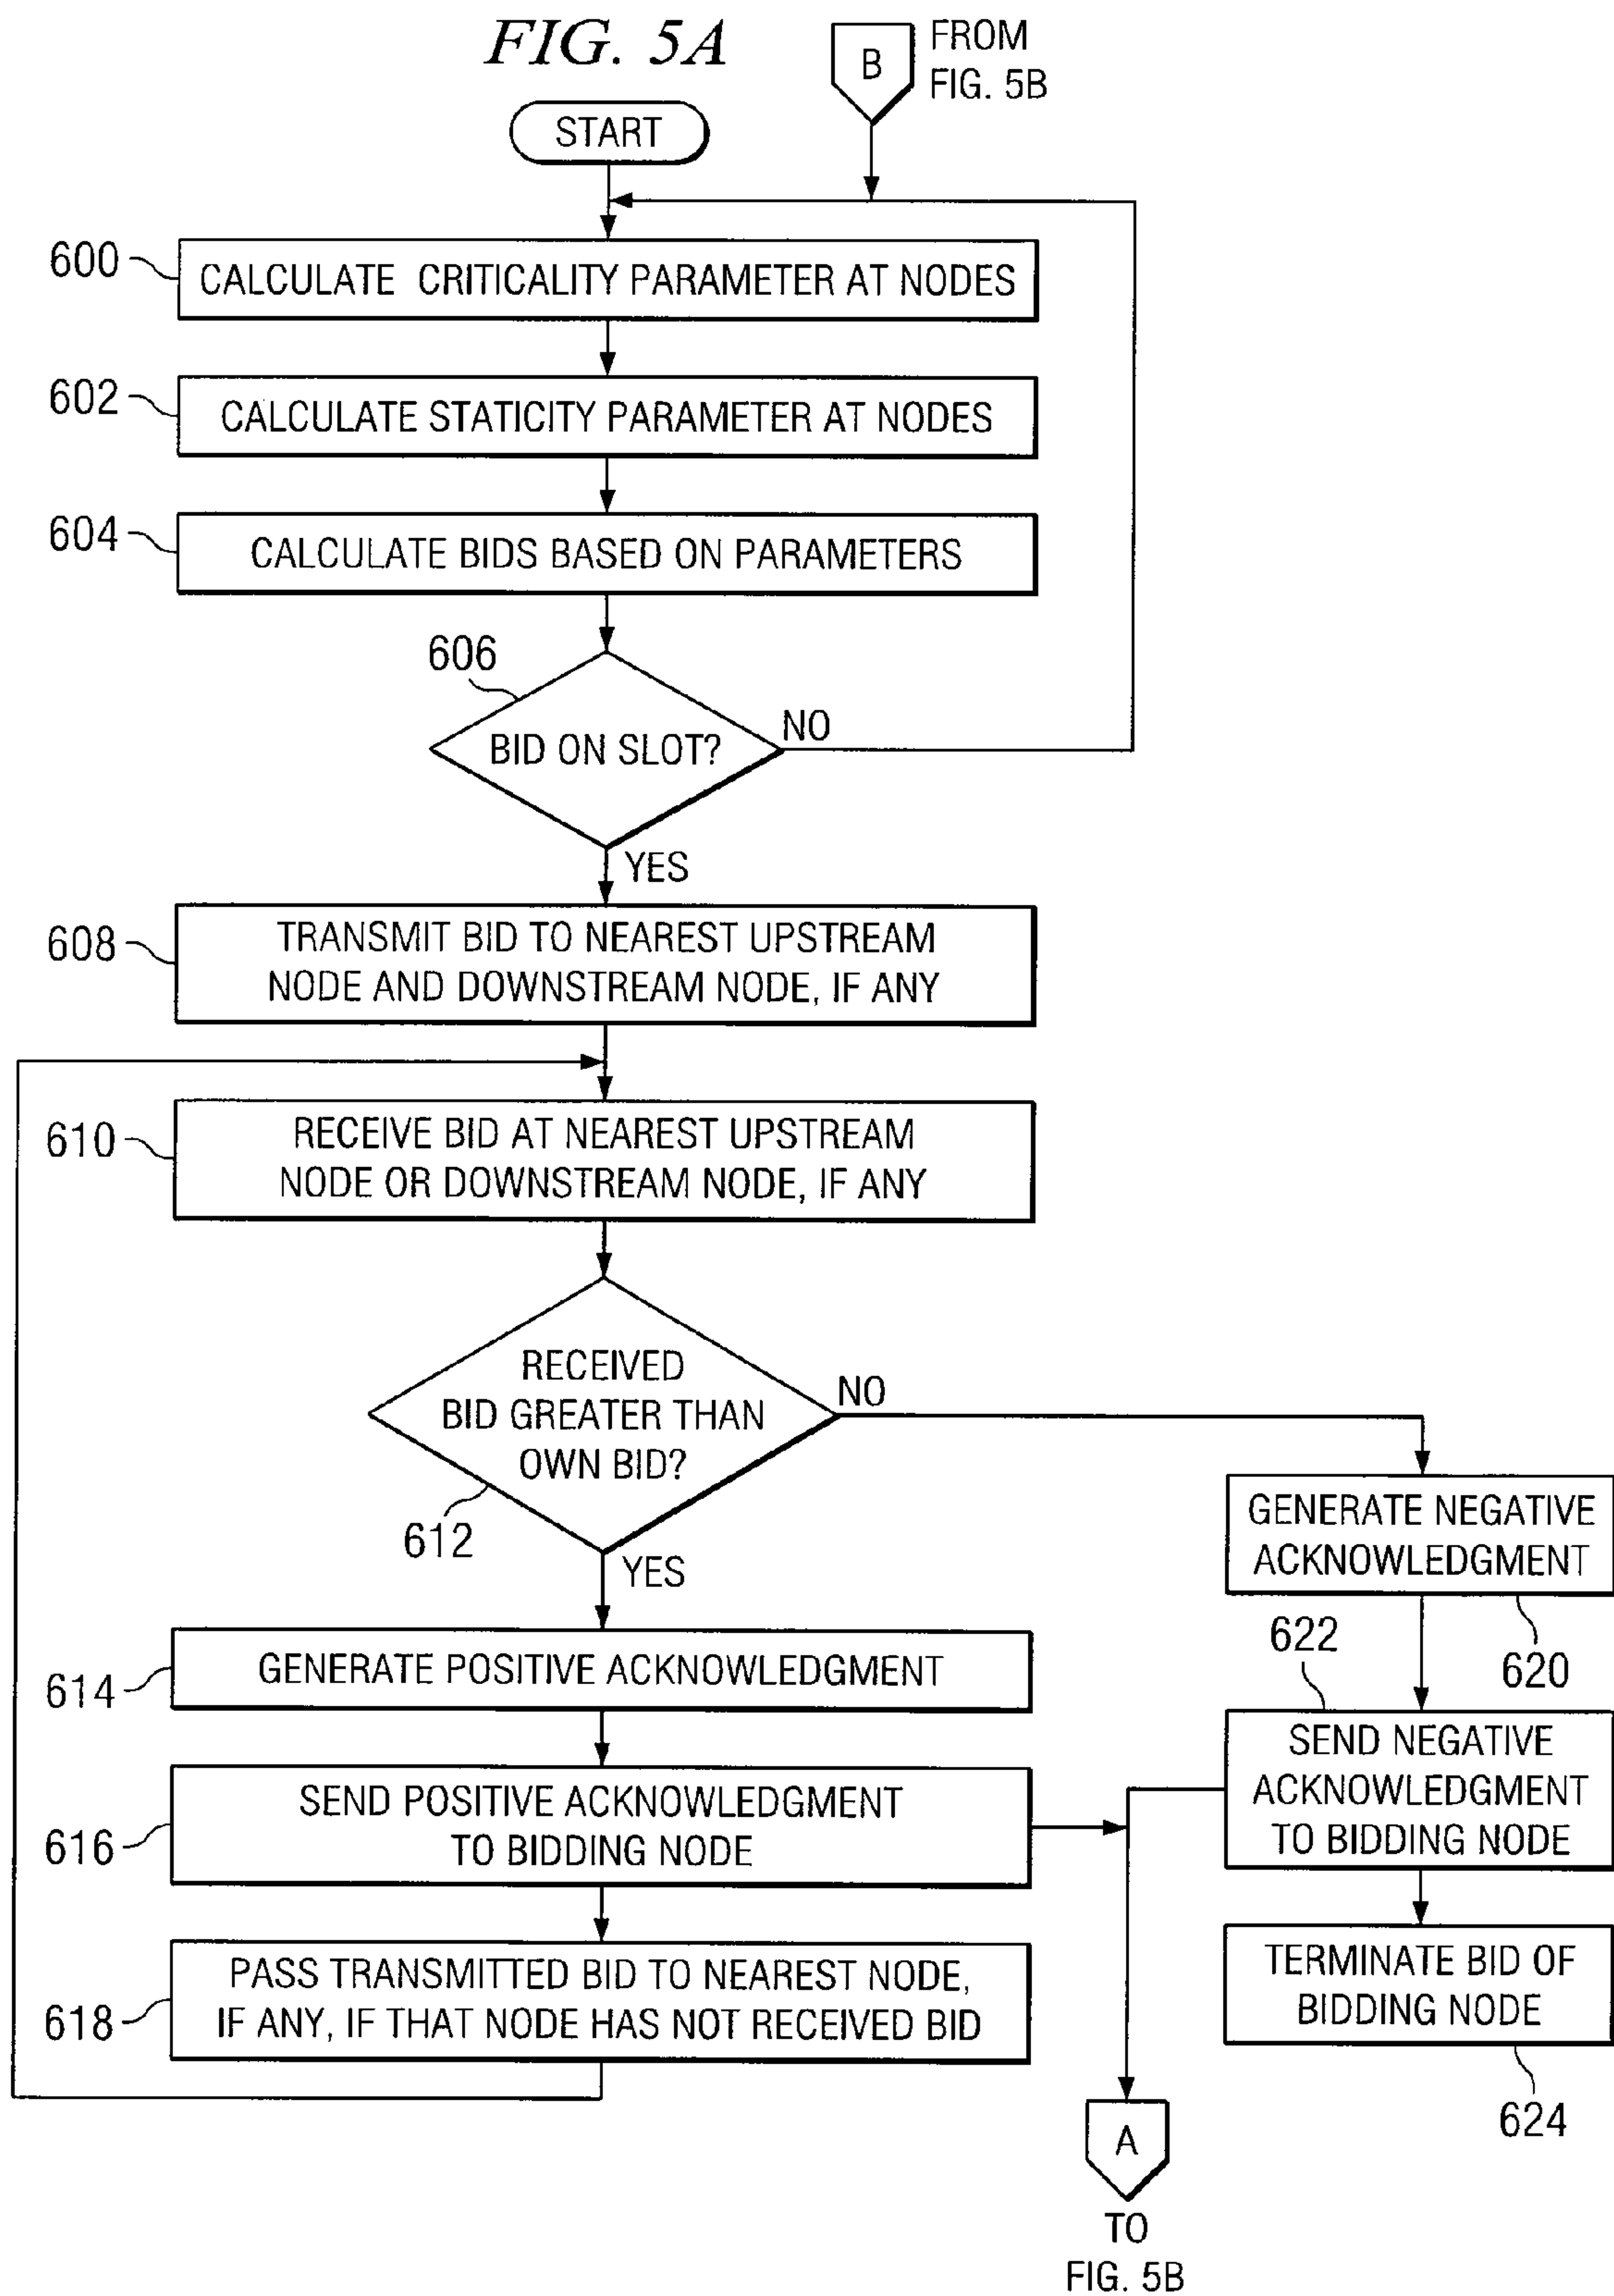 FIG. 5A
B
FROM
FIG. 5B
START
600
CALCULATE CRITICALITY PARAMETER AT NODES
602
CALCULATE STATICITY PARAMETER AT NODES
604
CALCULATE BIDS BASED ON PARAMETERS
606
BID ON SLOT?
NO
YES
608
TRANSMIT BID TO NEAREST UPSTREAM
NODE AND DOWNSTREAM NODE, IF ANY
610
RECEIVE BID AT NEAREST UPSTREAM
NODE OR DOWNSTREAM NODE, IF ANY
RECEIVED
BID GREATER THAN
OWN BID?
NO
612
YES
GENERATE NEGATIVE
ACKNOWLEDGMENT
620
614
GENERATE POSITIVE ACKNOWLEDGMENT
622
SEND NEGATIVE
ACKNOWLEDGMENT
TO BIDDING NODE
616
SEND POSITIVE ACKNOWLEDGMENT
TO BIDDING NODE
618
PASS TRANSMITTED BID TO NEAREST NODE,
IF ANY, IF THAT NODE HAS NOT RECEIVED BID
TERMINATE BID OF
BIDDING NODE
624
A
TO
FIG. 5B